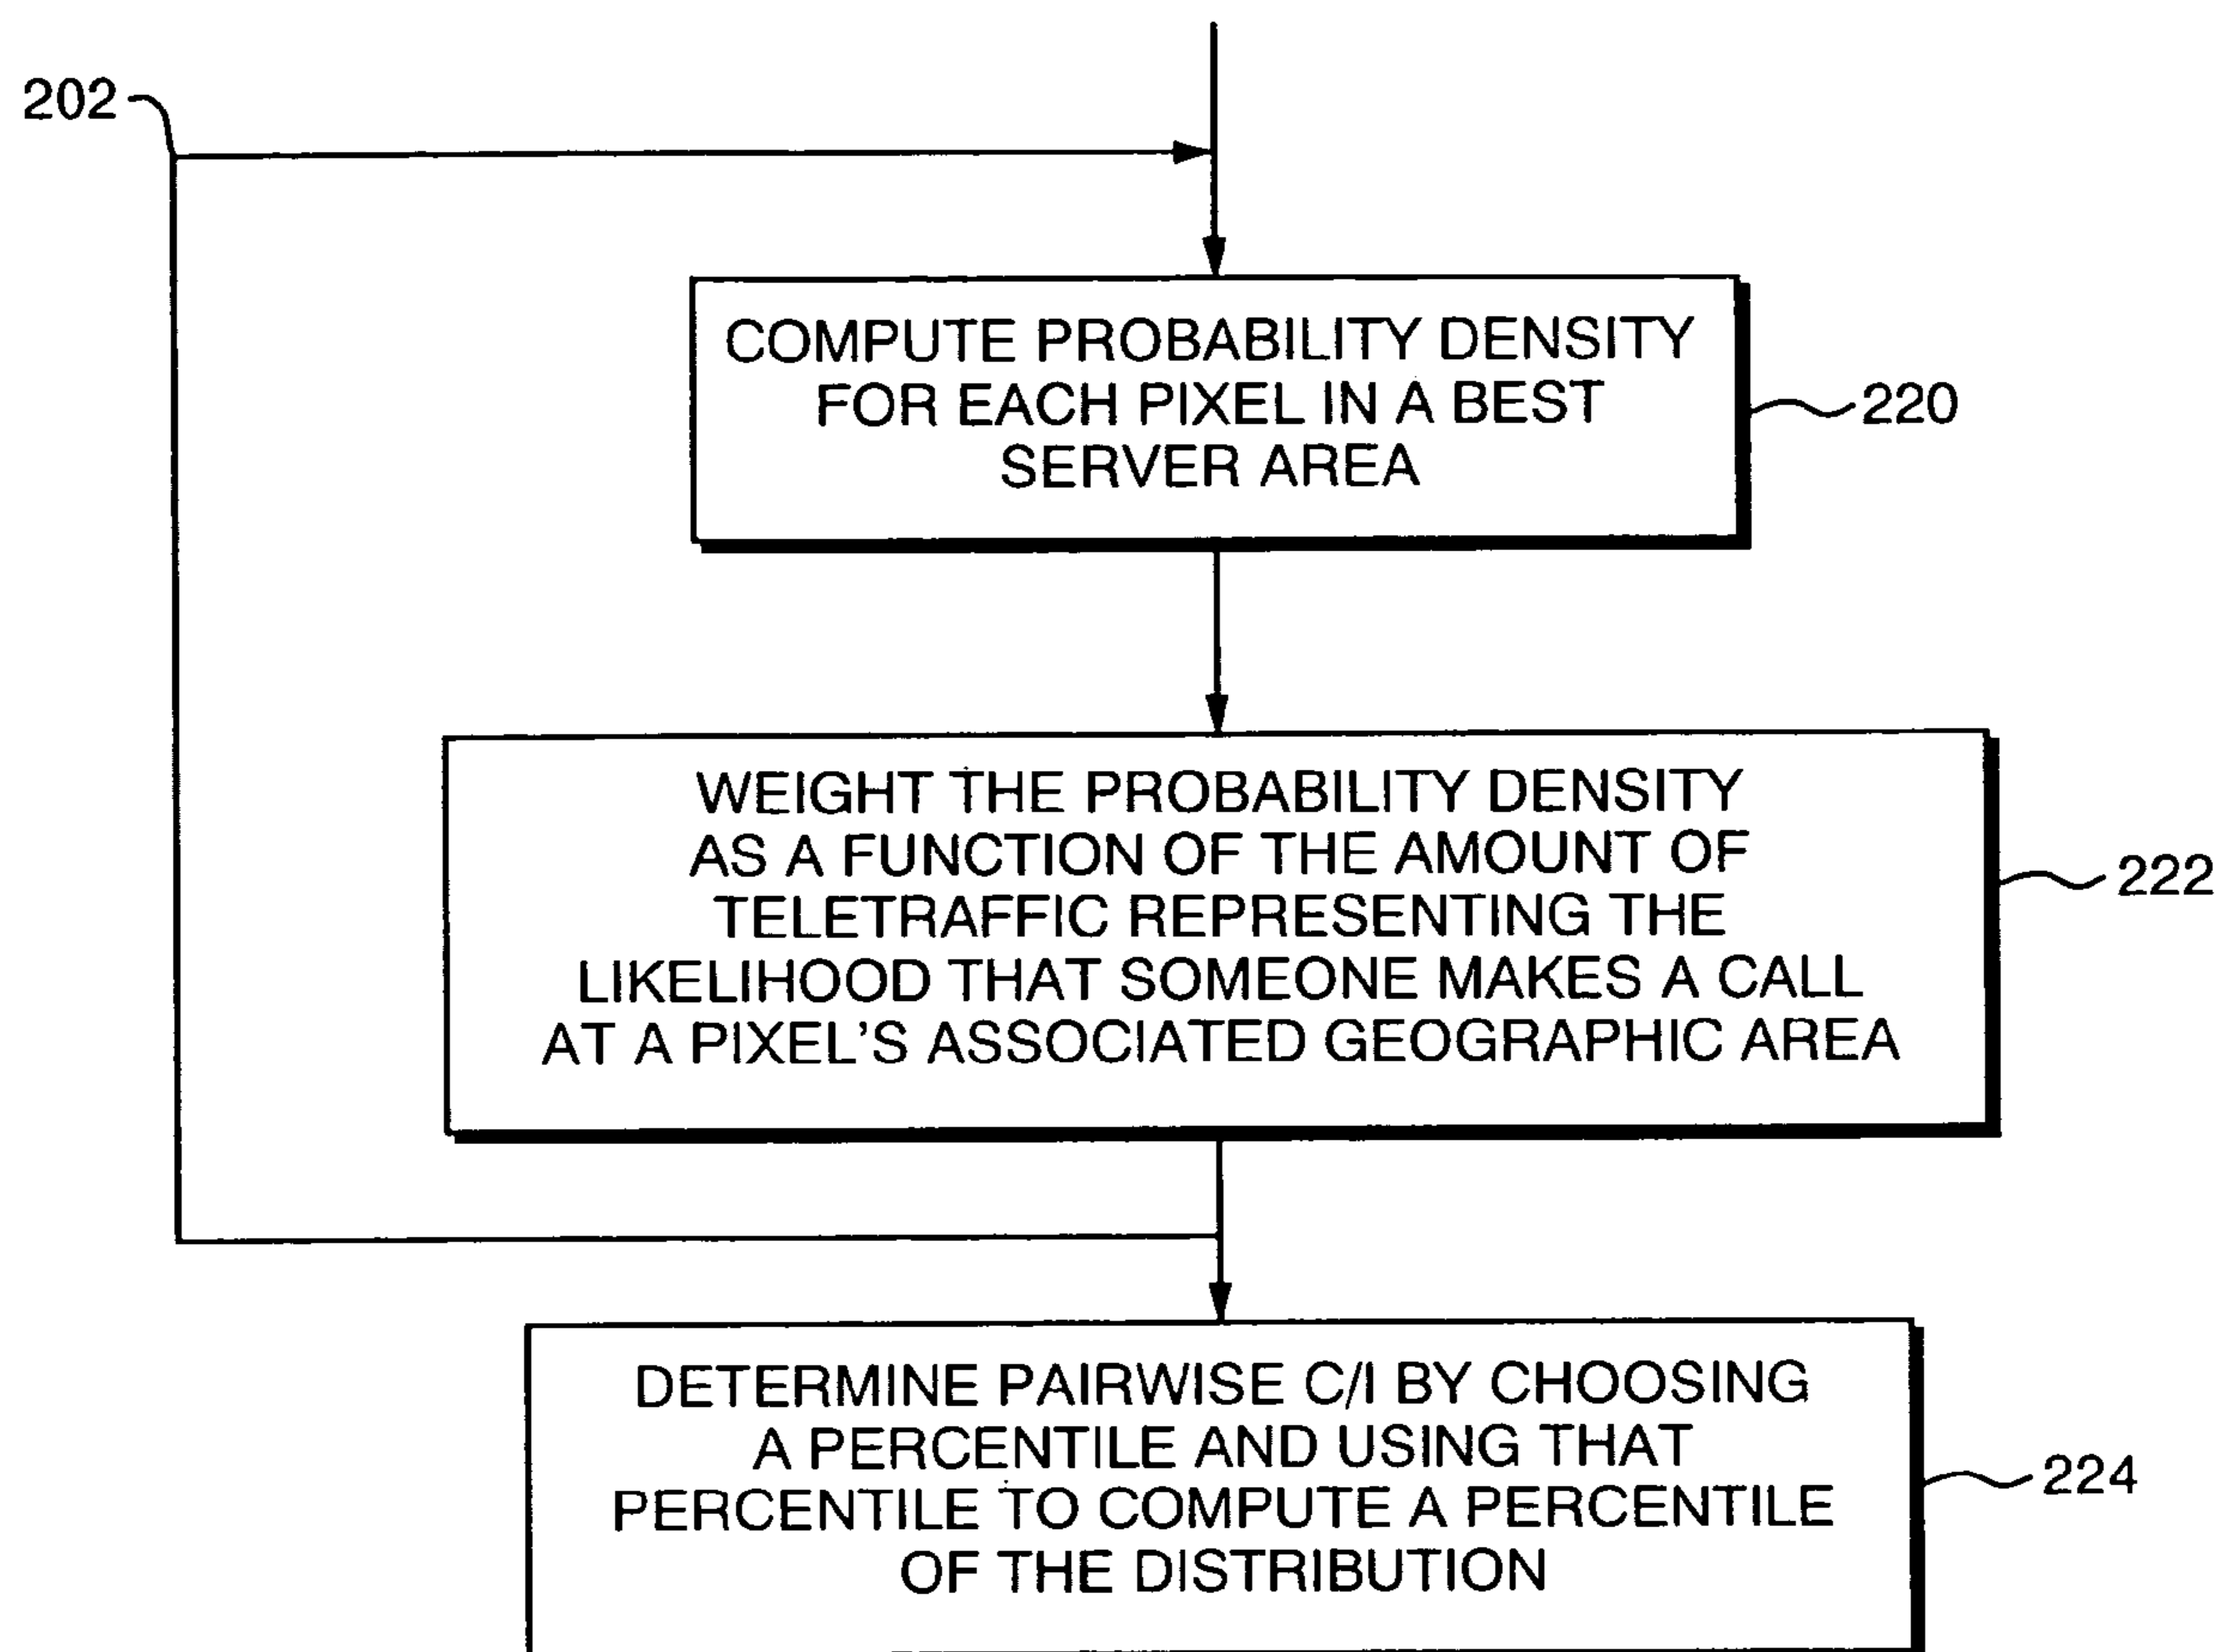 202
COMPUTE PROBABILITY DENSITY
FOR EACH PIXEL IN A BEST
SERVER AREA
220
WEIGHT THE PROBABILITY DENSITY
AS A FUNCTION OF THE AMOUNT OF
TELETRAFFIC REPRESENTING THE
LIKELIHOOD THAT SOMEONE MAKES A CALL
AT A PIXEL'S ASSOCIATED GEOGRAPHIC AREA
222
DETERMINE PAIRWISE C/I BY CHOOSING
A PERCENTILE AND USING THAT
PERCENTILE TO COMPUTE A PERCENTILE
OF THE DISTRIBUTION
224